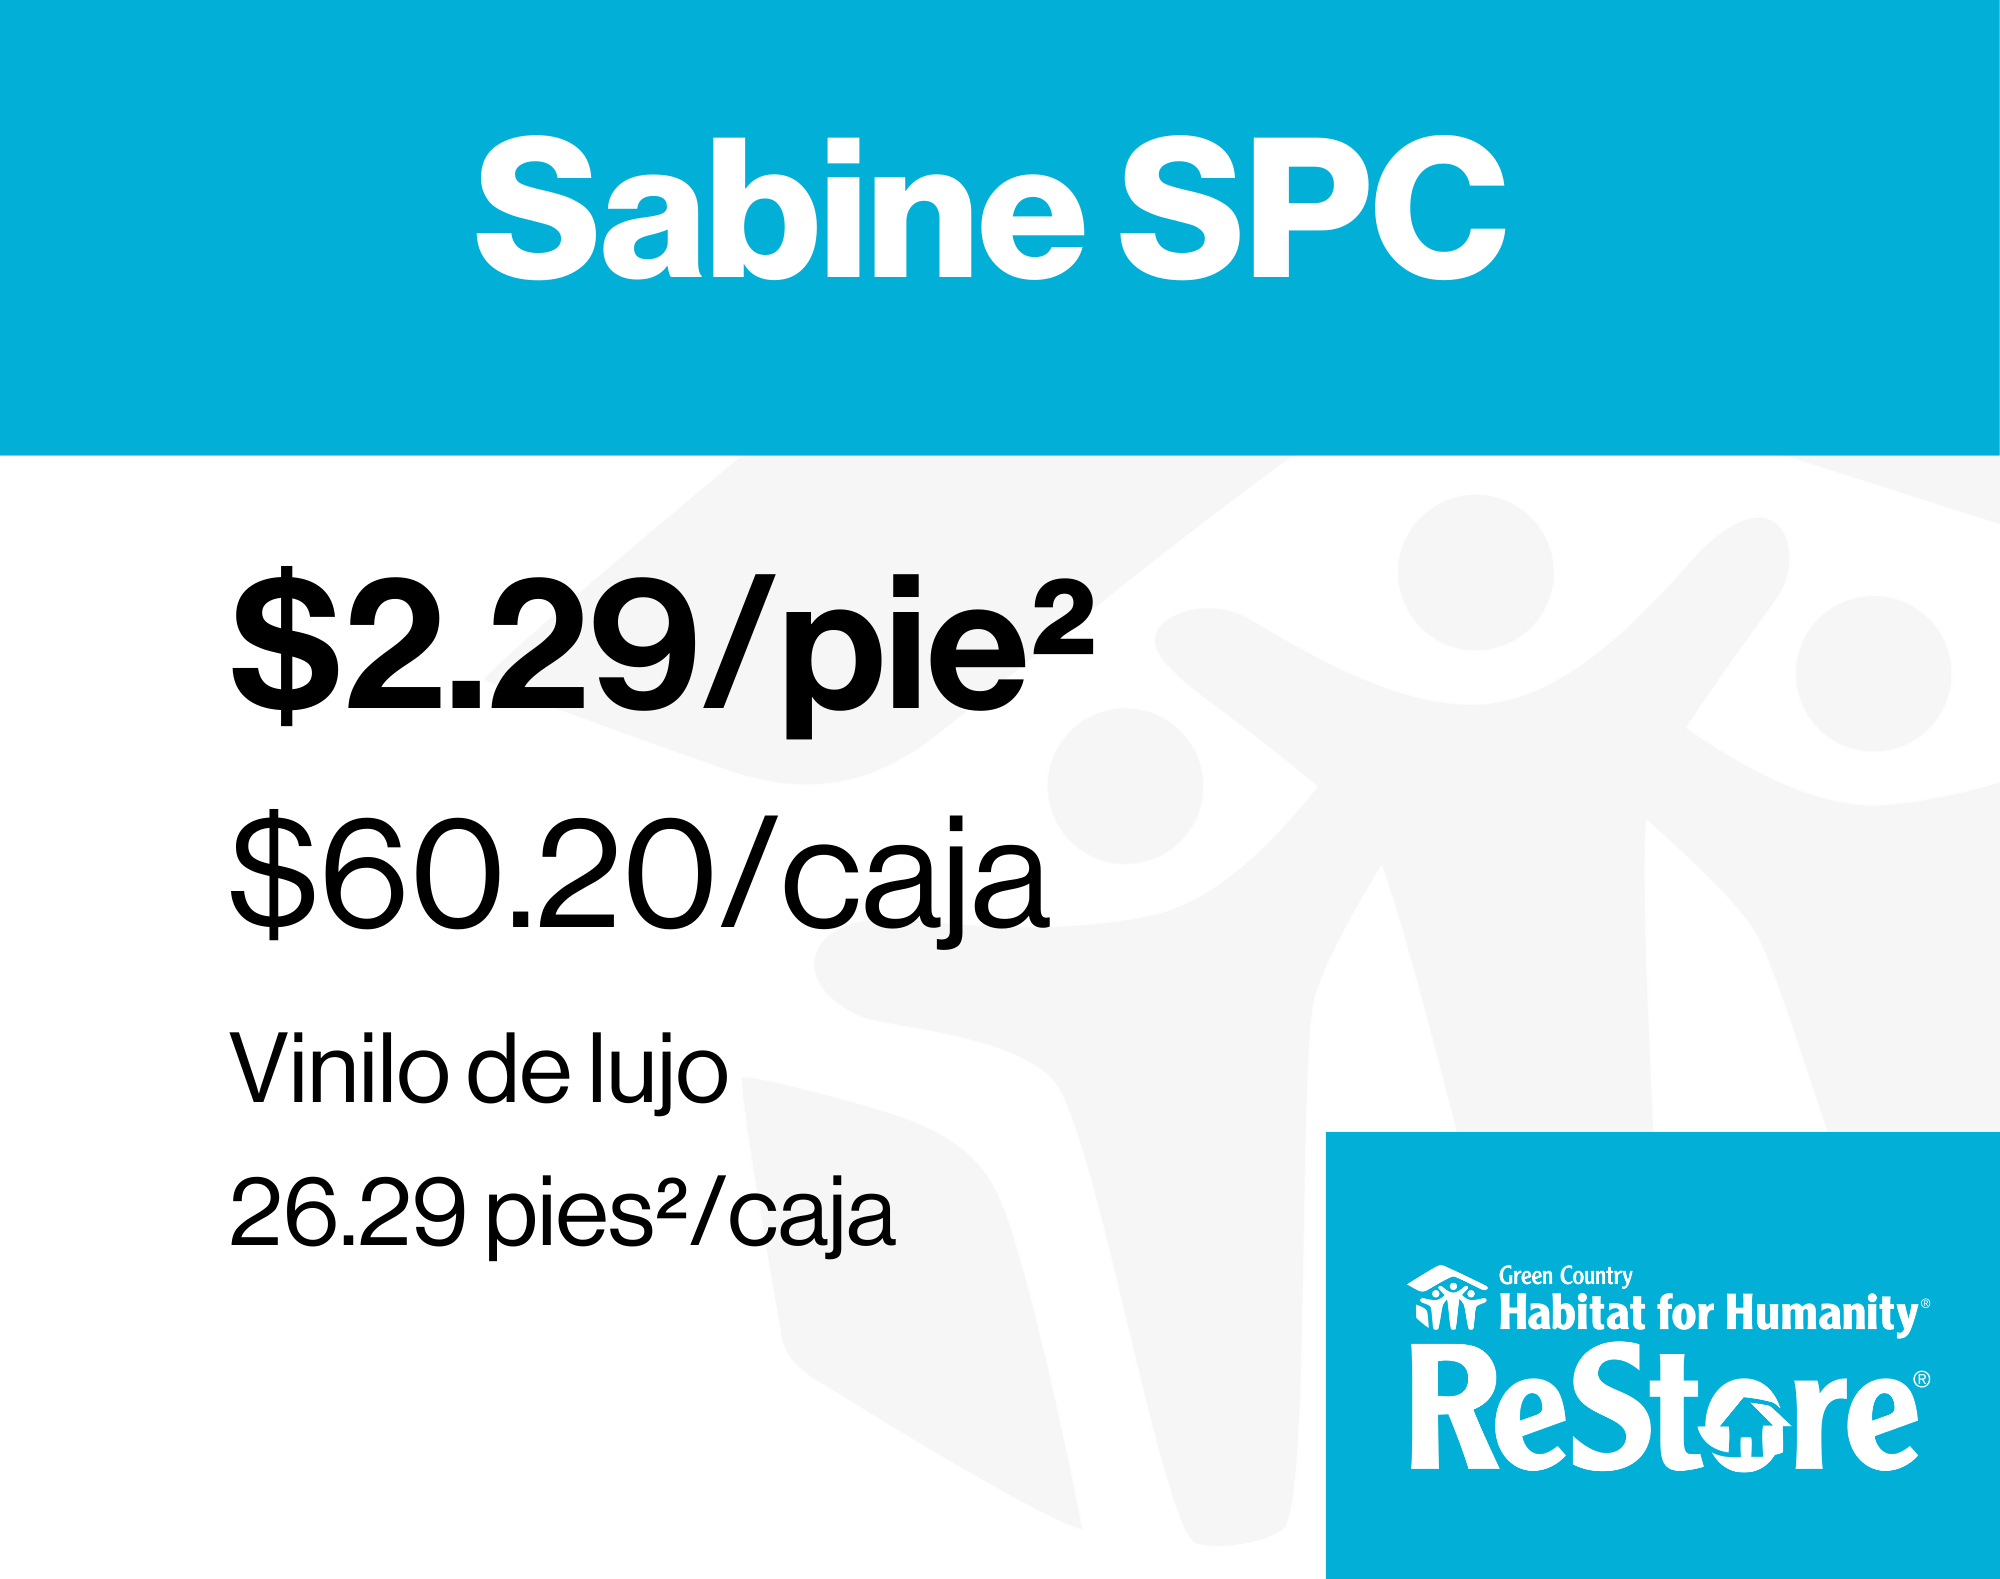 Sabine SPC
$2.29/pie²
$60.20/caja
Vinilo de lujo
26.29 pies²/caja
Green Country
Habitat for Humanity®
ReStore®